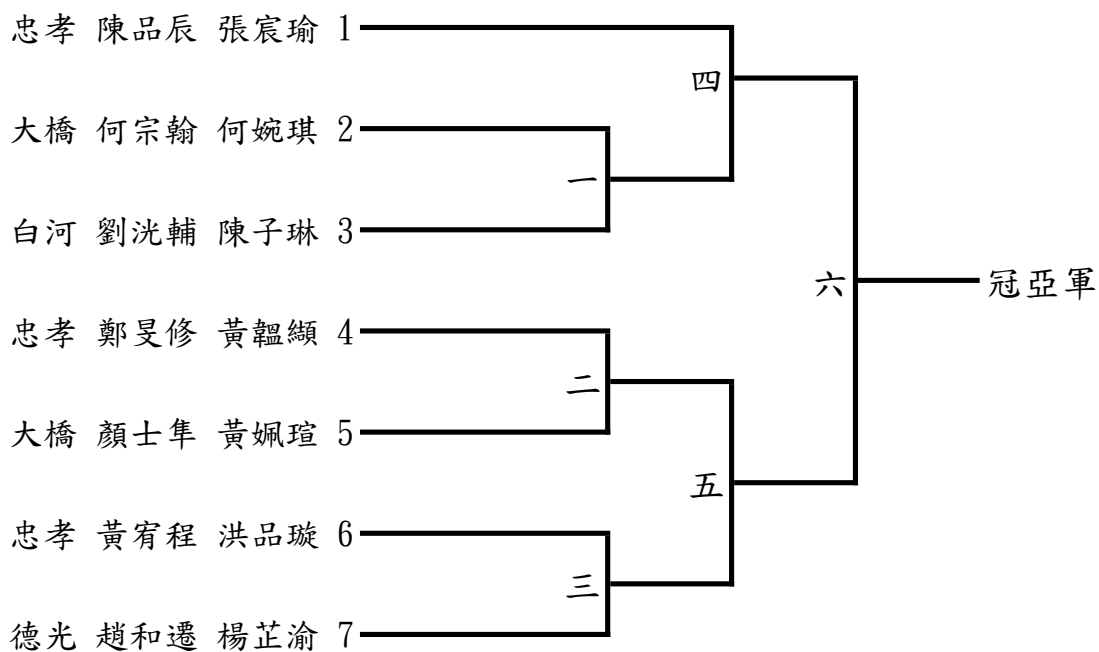 忠孝 陳品辰 張宸瑜 1
四
大橋 何宗翰 何婉琪 2
一
白河 劉洸輔 陳子琳 3
六 冠亞軍
忠孝 鄭旻修 黃韞纈 4
二
大橋 顏士隼 黃姵瑄 5
五
忠孝 黃宥程 洪品璇 6
三
德光 趙和遷 楊芷渝 7